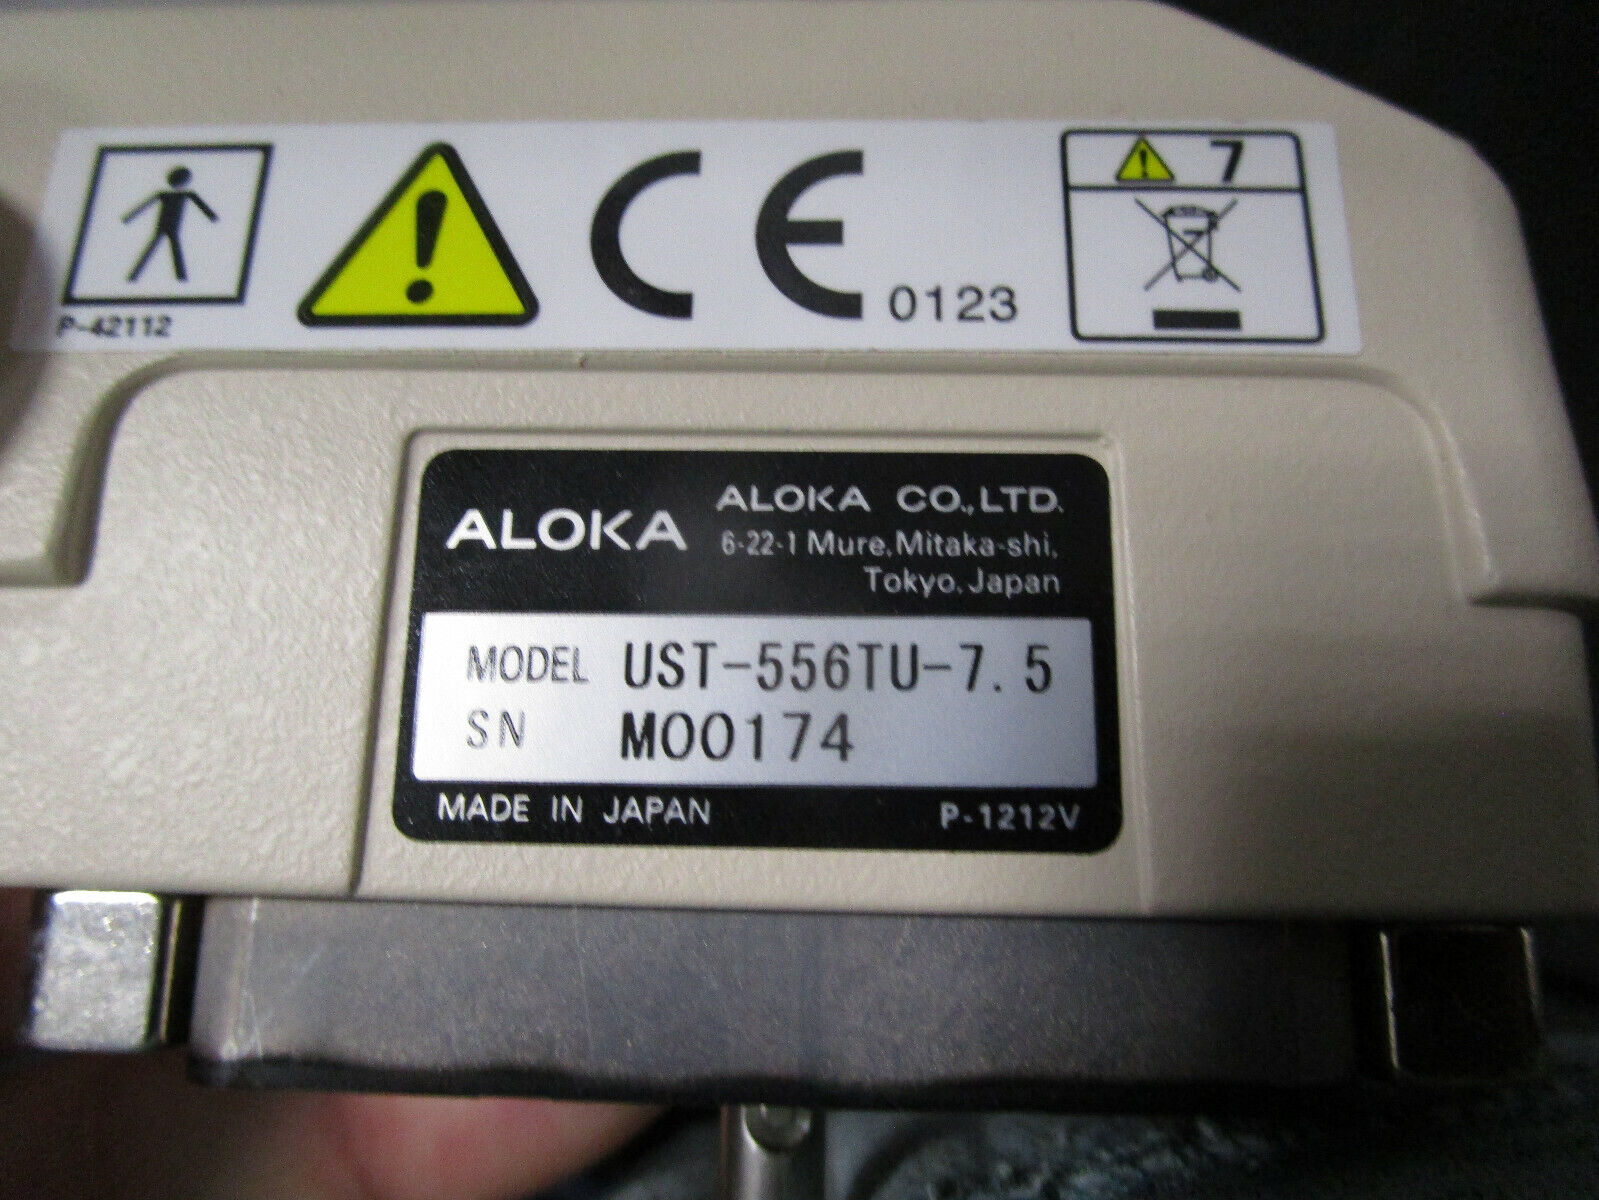 P-42112
CE 0123
7
7
ALOKA
ALOKA CO.,LTD.
6-22-1 Mure, Mitaka-shi,
Tokyo, Japan
MODEL UST-556TU-7.5
SN M00174
MADE IN JAPAN P-1212V